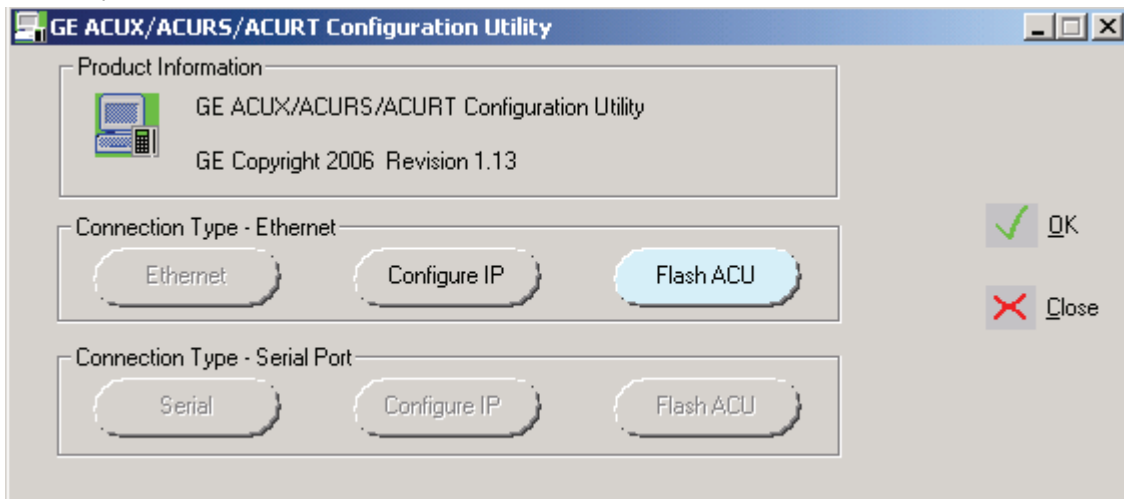 GE ACUX/ACURS/ACURT Configuration Utility
Product Information
GE ACUX/ACURS/ACURT Configuration Utility
GE Copyright 2006 Revision 1.13
Connection Type - Ethernet
Ethernet Configure IP Flash ACU
OK
Close
Connection Type - Serial Port
Serial Configure IP Flash ACU